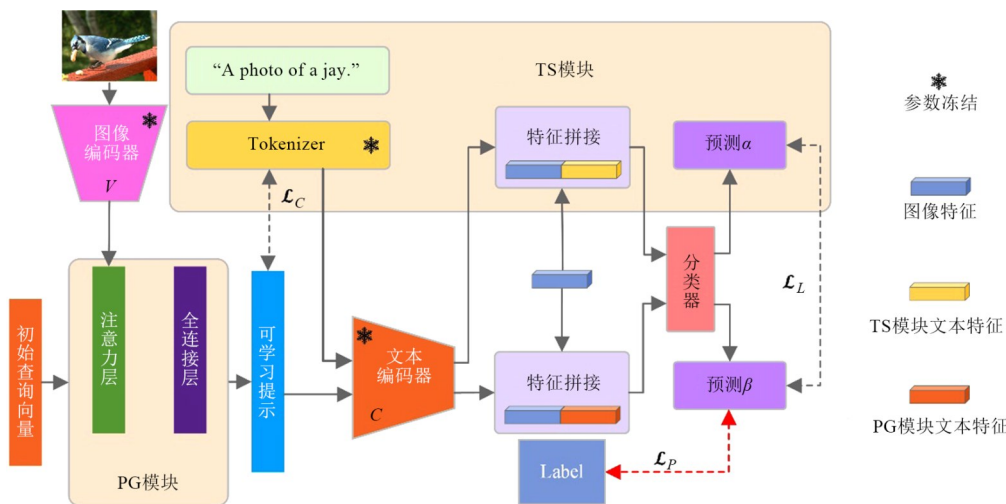 “A photo of a jay.”
TS模块
Tokenizer
图像
编码器
V
ℒC
特征拼接
预测α
参数冻结
图像特征
初始查询向量
注意力层
全连接层
可学习提示
PG模块
文本
编码器
C
分类器
ℒL
TS模块文本特征
特征拼接
预测β
PG模块文本特征
Label
ℒP